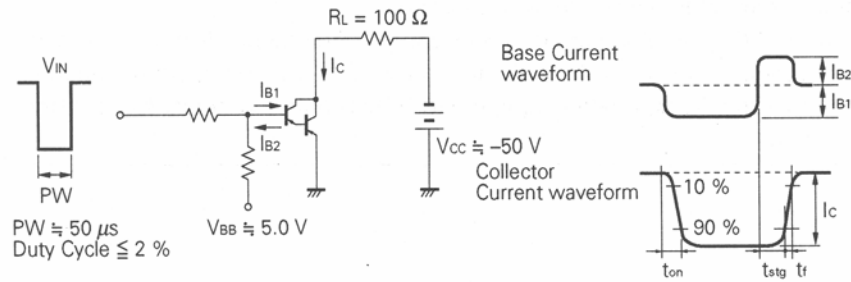 VIN
PW
PW ≒ 50 μs
Duty Cycle ≦ 2 %
RL = 100 Ω
IC
IB1
IB2
VBB ≒ 5.0 V
VCC ≒ –50 V
Base Current
waveform
IB2
IB1
Collector
Current waveform
10 %
90 %
IC
ton
tstg
tf